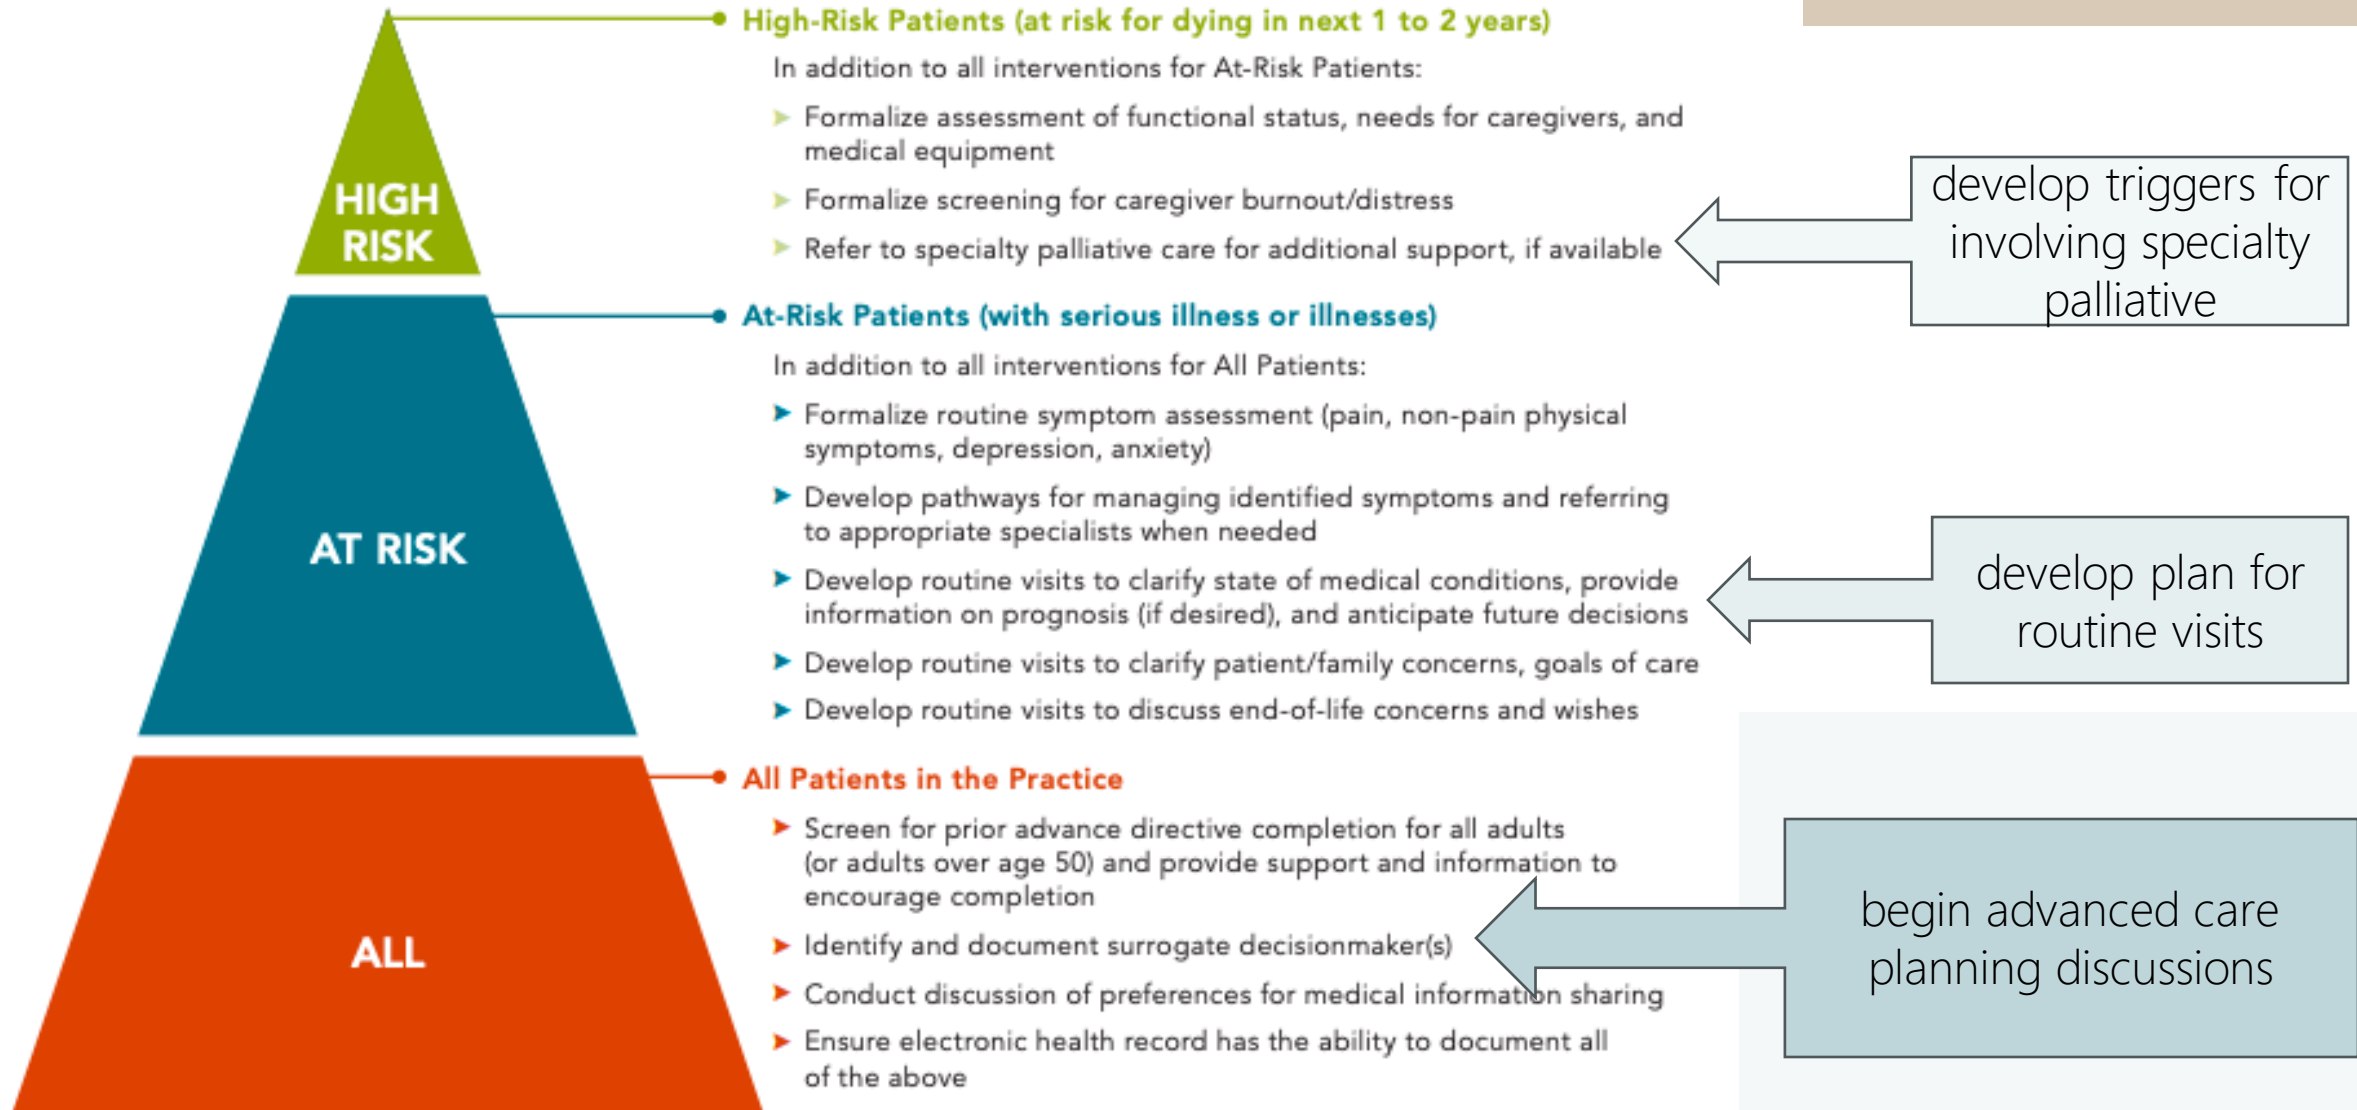 High-Risk Patients (at risk for dying in next 1 to 2 years)
In addition to all interventions for At-Risk Patients:
➤ Formalize assessment of functional status, needs for caregivers, and
medical equipment
➤ Formalize screening for caregiver burnout/distress
➤ Refer to specialty palliative care for additional support, if available
HIGH
RISK
develop triggers for
involving specialty
palliative
At-Risk Patients (with serious illness or illnesses)
In addition to all interventions for All Patients:
➤ Formalize routine symptom assessment (pain, non-pain physical
symptoms, depression, anxiety)
➤ Develop pathways for managing identified symptoms and referring
to appropriate specialists when needed
➤ Develop routine visits to clarify state of medical conditions, provide
information on prognosis (if desired), and anticipate future decisions
➤ Develop routine visits to clarify patient/family concerns, goals of care
➤ Develop routine visits to discuss end-of-life concerns and wishes
AT RISK
develop plan for
routine visits
All Patients in the Practice
➤ Screen for prior advance directive completion for all adults
(or adults over age 50) and provide support and information to
encourage completion
➤ Identify and document surrogate decisionmaker(s)
➤ Conduct discussion of preferences for medical information sharing
➤ Ensure electronic health record has the ability to document all
of the above
ALL
begin advanced care
planning discussions